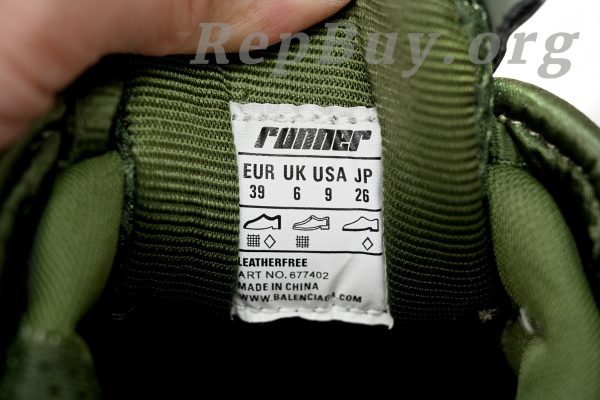 RepBuy.org
runner
EUR UK USA JP
39 6 9 26
LEATHERFREE
ART NO. 677402
MADE IN CHINA
WWW.BALENCIAGA.COM